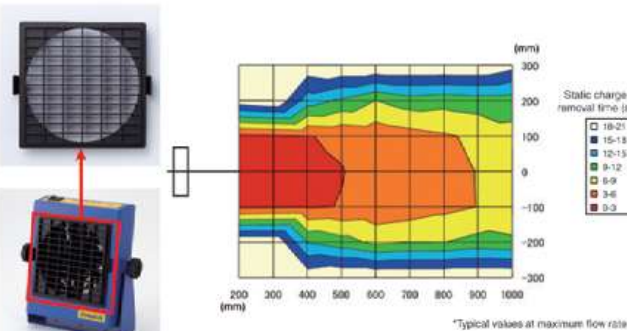 (mm)
300
200
100
0
-100
-200
-300
200 300 400 500 600 700 800 900 1000
(mm)
Static charge
removal time (s
18-21
15-18
12-15
9-12
6-9
3-6
0-3
*Typical values at maximum flow rate